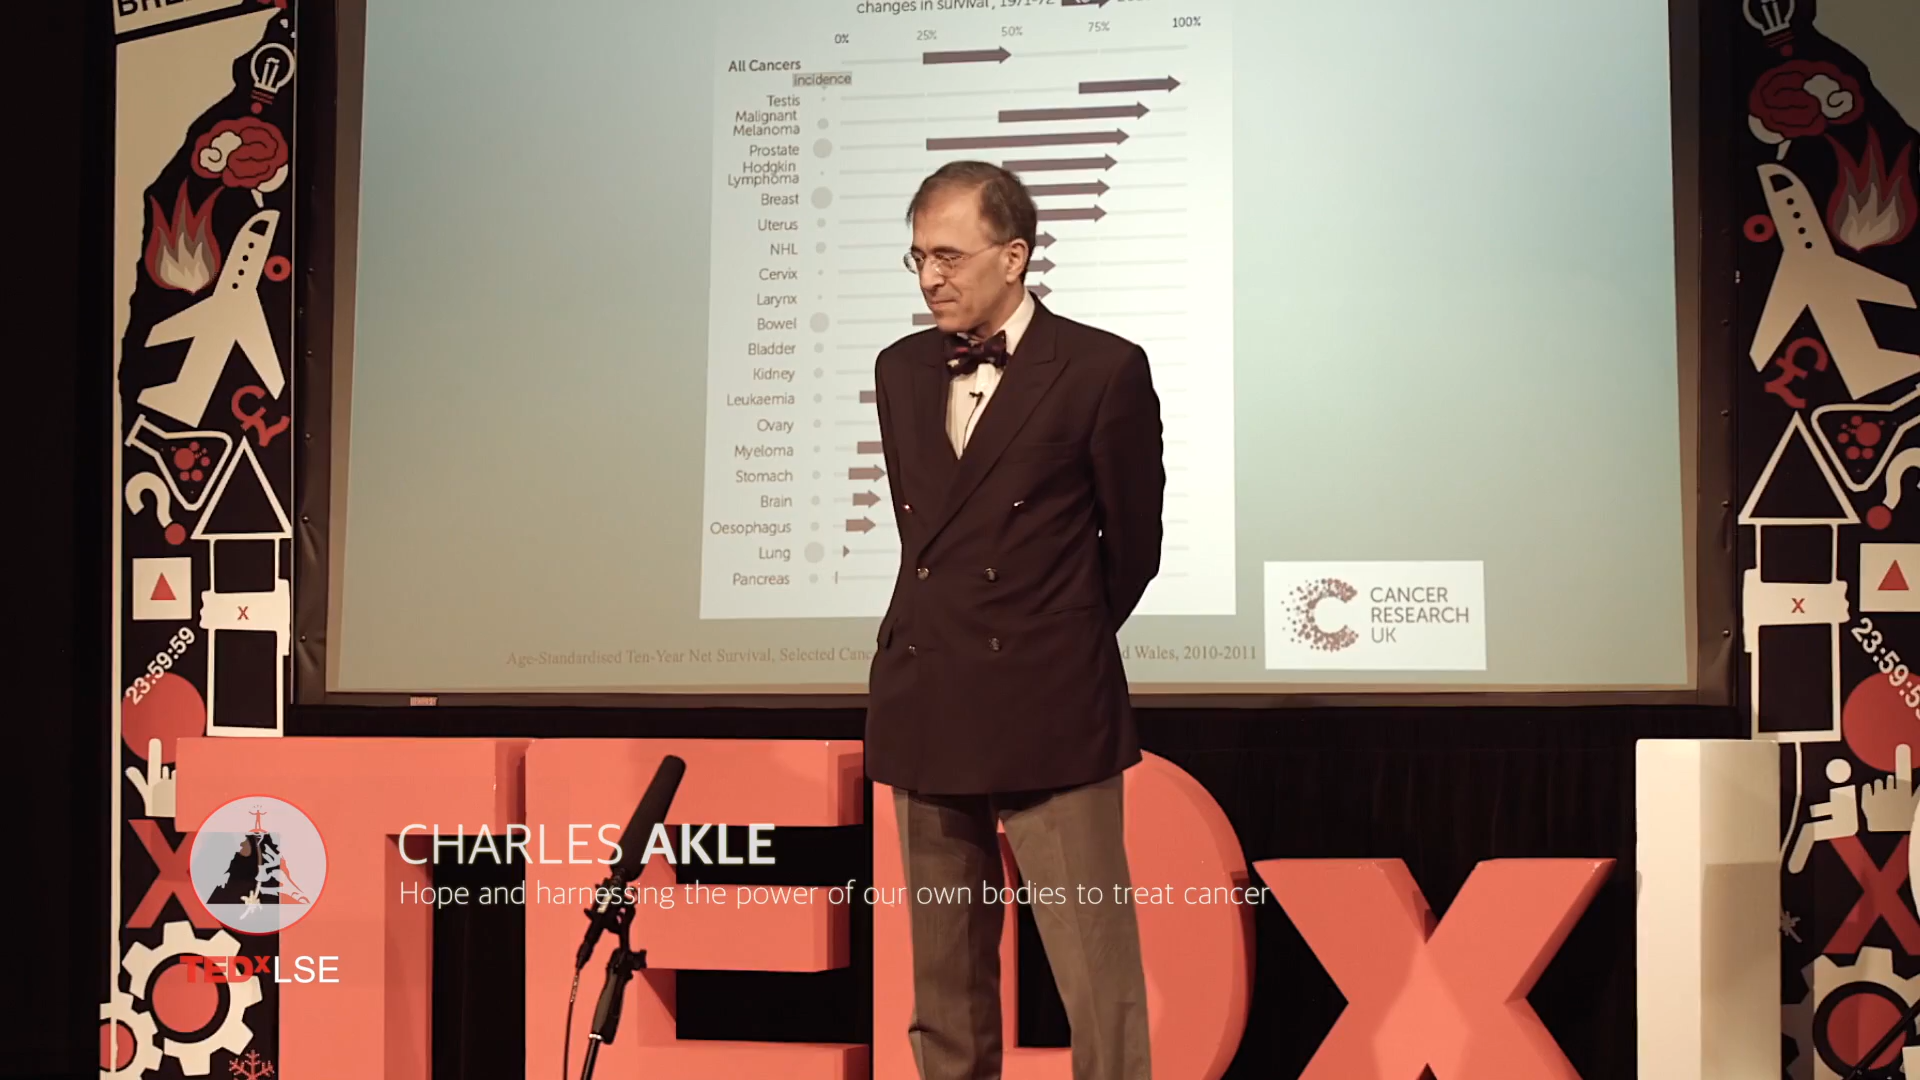 changes in survival, 1971-72
0% 25% 50% 75% 100%
All Cancers
Incidence
Testis
Malignant
Melanoma
Prostate
Hodgkin
Lymphoma
Breast
Uterus
NHL
Cervix
Larynx
Bowel
Bladder
Kidney
Leukaemia
Ovary
Myeloma
Stomach
Brain
Oesophagus
Lung
Pancreas
CANCER
RESEARCH
UK
Age-Standardised Ten-Year Net Survival, Selected Wales, 2010-2011
23:59:59
X
X
TEDx
CHARLES AKLE
Hope and harnessing the power of our own bodies to treat cancer
TEDxLSE